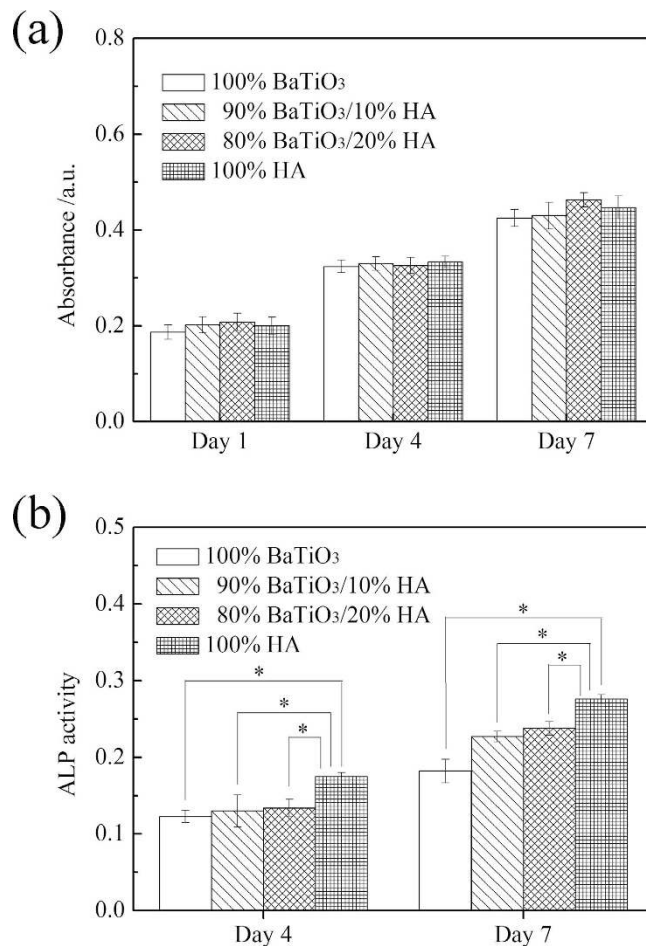 (a)
0.8
0.6
0.4
0.2
0.0
Absorbance /a.u.
100% BaTiO₃
90% BaTiO₃/10% HA
80% BaTiO₃/20% HA
100% HA
Day 1 Day 4 Day 7
(b)
0.5
0.4
0.3
0.2
0.1
0.0
ALP activity
100% BaTiO₃
90% BaTiO₃/10% HA
80% BaTiO₃/20% HA
100% HA
*
*
*
*
*
*
Day 4 Day 7